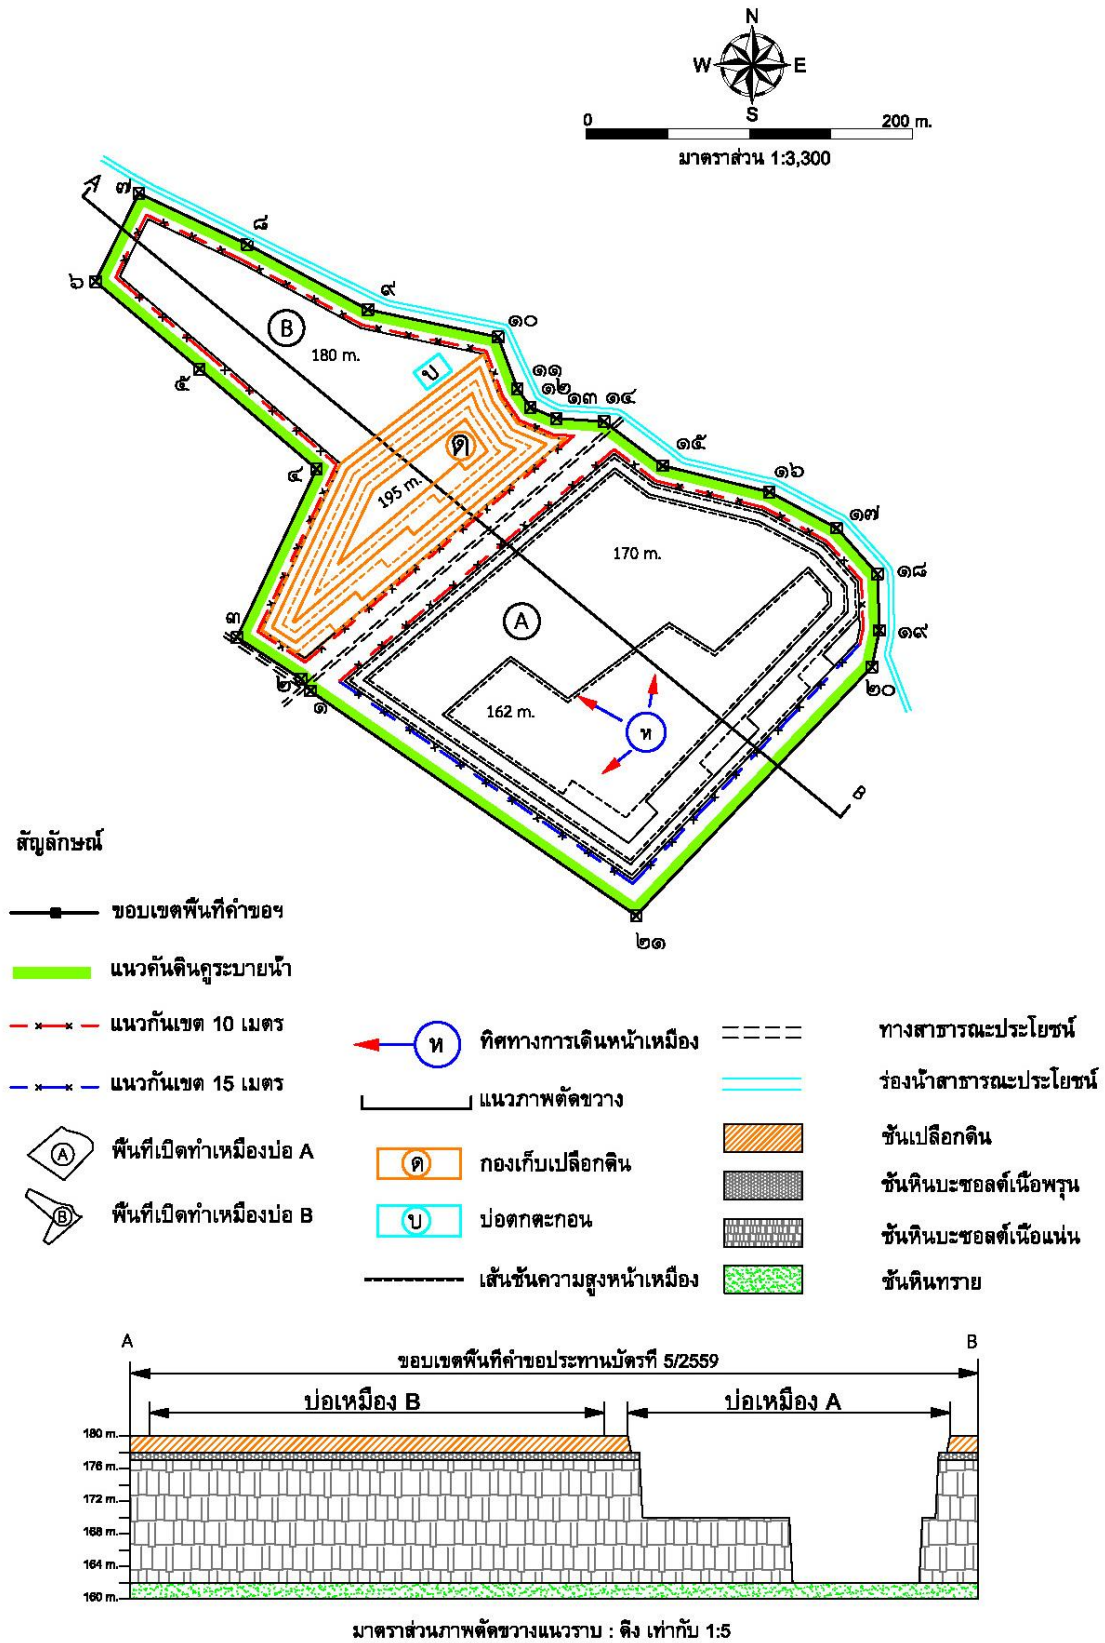 N
W E
S
0 200 m.
มาตราส่วน 1:3,300
A
๗
๘
๖
๙
B
180 m.
๑๐
๕
บ
๑๑
๑๒
๑๓
๑๔
ด
๑๕
๔
195 m.
๑๖
๑๗
170 m.
๑๘
A
๓
๑๙
๒
๑
๒๐
162 m.
ห
B
๒๑
สัญลักษณ์
ขอบเขตพื้นที่คำขอฯ
แนวคันดินคูระบายน้ำ
แนวกันเขต 10 เมตร
แนวกันเขต 15 เมตร
A พื้นที่เปิดทำเหมืองบ่อ A
B พื้นที่เปิดทำเหมืองบ่อ B
ห ทิศทางการเดินหน้าเหมือง
แนวภาพตัดขวาง
ด กองเก็บเปลือกดิน
บ บ่อตกตะกอน
เส้นชั้นความสูงหน้าเหมือง
ทางสาธารณะประโยชน์
ร่องน้ำสาธารณะประโยชน์
ชั้นเปลือกดิน
ชั้นหินบะซอลต์เนื้อพรุน
ชั้นหินบะซอลต์เนื้อแน่น
ชั้นหินทราย
A B
ขอบเขตพื้นที่คำขอประทานบัตรที่ 5/2559
บ่อเหมือง B บ่อเหมือง A
180 m.
176 m.
172 m.
168 m.
164 m.
160 m.
มาตราส่วนภาพตัดขวางแนวราบ : ดิ่ง เท่ากับ 1:5